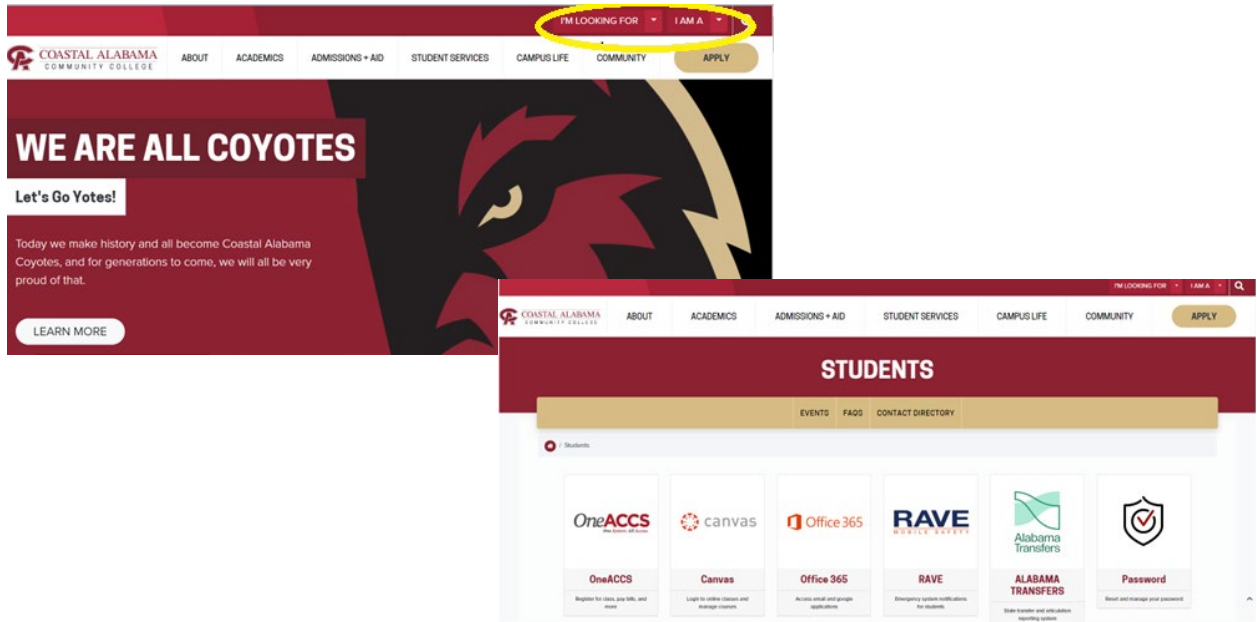 I'M LOOKING FOR I AM A
COASTAL ALABAMA
COMMUNITY COLLEGE
ABOUT ACADEMICS ADMISSIONS + AID STUDENT SERVICES CAMPUS LIFE COMMUNITY APPLY
WE ARE ALL COYOTES
Let's Go Yotes!
Today we make history and all become Coastal Alabama
Coyotes, and for generations to come, we will all be very
proud of that.
LEARN MORE
I'M LOOKING FOR I AM A
COASTAL ALABAMA
COMMUNITY COLLEGE
ABOUT ACADEMICS ADMISSIONS + AID STUDENT SERVICES CAMPUS LIFE COMMUNITY APPLY
STUDENTS
EVENTS FAQS CONTACT DIRECTORY
/ Students
OneACCS
One System. All Access.
canvas
Office 365
RAVE
MOBILE SAFETY
Alabama
Transfers
OneACCS
Register for class, pay bills, and
more
Canvas
Login to online classes and
manage courses
Office 365
Access email and google
applications
RAVE
Emergency system notifications
for students
ALABAMA
TRANSFERS
State transfer and articulation
reporting system
Password
Reset and manage your password